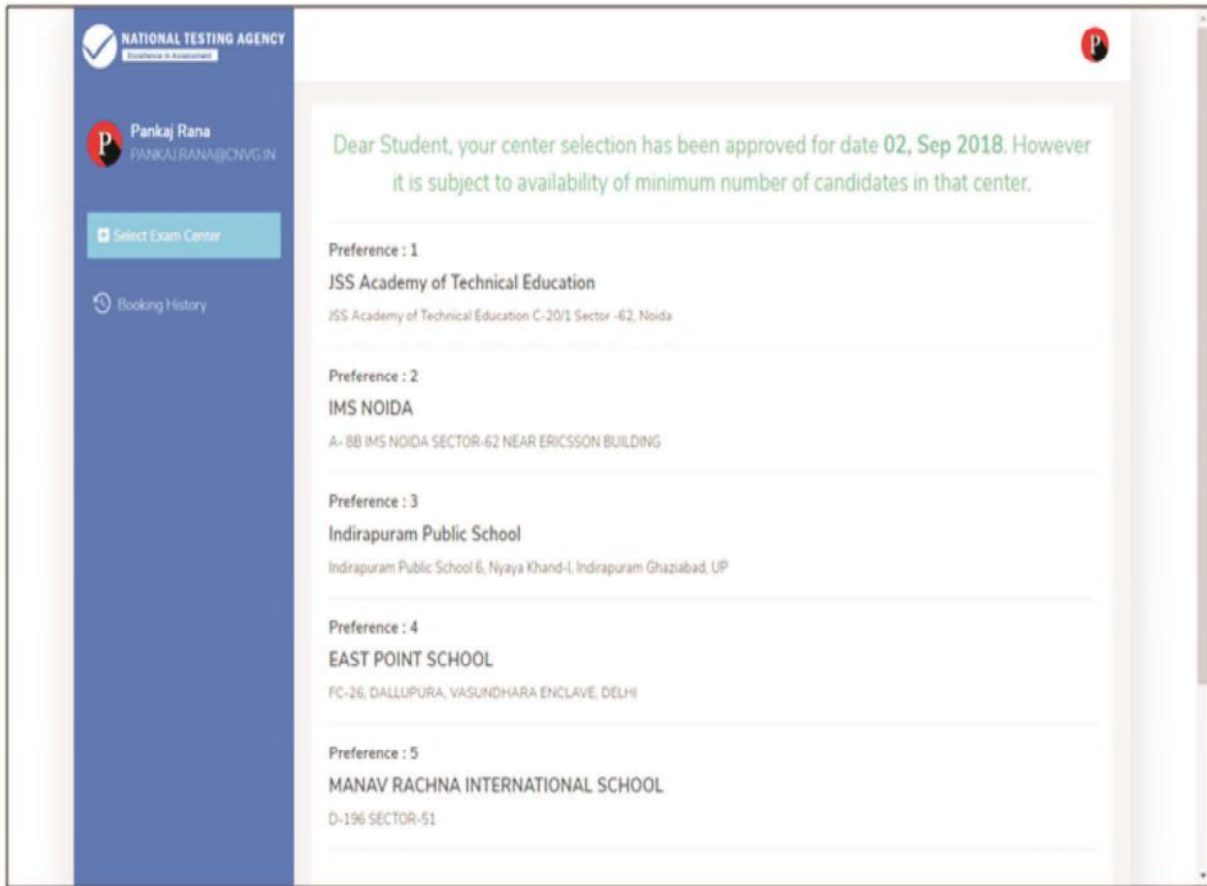 NATIONAL TESTING AGENCY
Excellence in Assessment
P
P
Pankaj Rana
PANKAJ.RANA@CNVG.IN
Select Exam Center
Booking History
Dear Student, your center selection has been approved for date 02, Sep 2018. However
it is subject to availability of minimum number of candidates in that center.
Preference : 1
JSS Academy of Technical Education
JSS Academy of Technical Education C-20/1 Sector -62, Noida
Preference : 2
IMS NOIDA
A- 8B IMS NOIDA SECTOR-62 NEAR ERICSSON BUILDING
Preference : 3
Indirapuram Public School
Indirapuram Public School 6, Nyaya Khand-I, Indirapuram Ghaziabad, UP
Preference : 4
EAST POINT SCHOOL
FC-26, DALLUPURA, VASUNDHARA ENCLAVE, DELHI
Preference : 5
MANAV RACHNA INTERNATIONAL SCHOOL
D-196 SECTOR-51